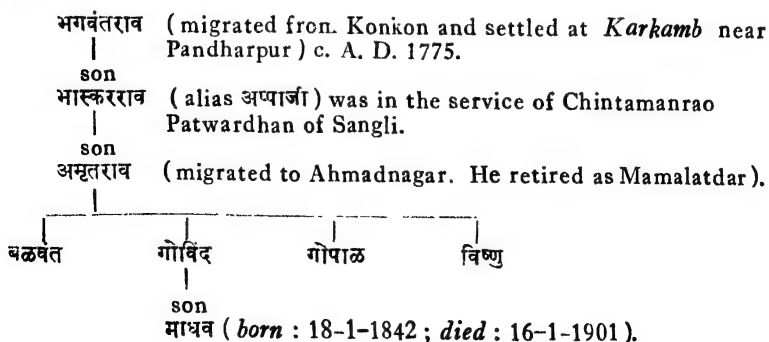 भगवंतराव (migrated from Konkon and settled at Karkamb near
Pandharpur) c. A. D. 1775.
son
भास्करराव (alias अप्पाजी) was in the service of Chintamanrao
Patwardhan of Sangli.
son
अमृतराव (migrated to Ahmadnagar. He retired as Mamalatdar).
बळवंत गोविंद गोपाळ विष्णु
son
माधव (born : 18-1-1842 ; died : 16-1-1901).